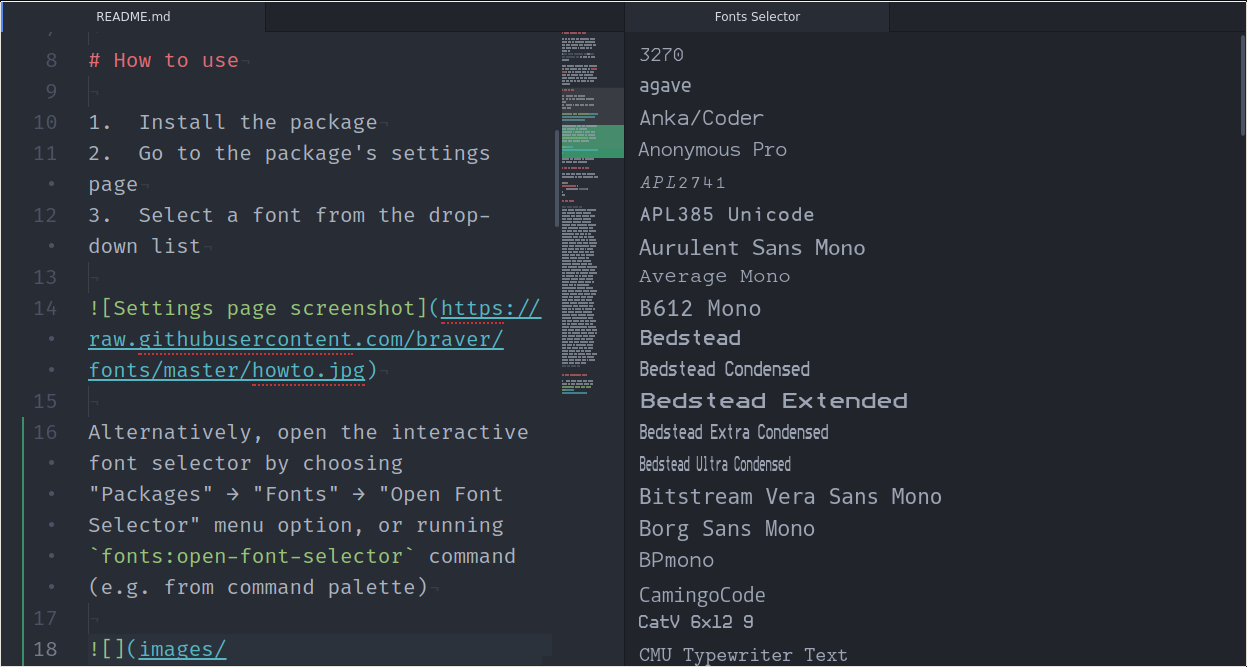 README.md
8 # How to use
9
10 1.  Install the package
11 2.  Go to the package's settings
page
12 3.  Select a font from the drop-
down list
13
14 ![Settings page screenshot](https://
raw.githubusercontent.com/braver/
fonts/master/howto.jpg)
15
16 Alternatively, open the interactive
font selector by choosing
"Packages" → "Fonts" → "Open Font
Selector" menu option, or running
`fonts:open-font-selector` command
(e.g. from command palette)
17
18 ![](images/
Fonts Selector
3270
agave
Anka/Coder
Anonymous Pro
APL2741
APL385 Unicode
Aurulent Sans Mono
Average Mono
B612 Mono
Bedstead
Bedstead Condensed
Bedstead Extended
Bedstead Extra Condensed
Bedstead Ultra Condensed
Bitstream Vera Sans Mono
Borg Sans Mono
BPmono
CamingoCode
CatV 6x12 9
CMU Typewriter Text